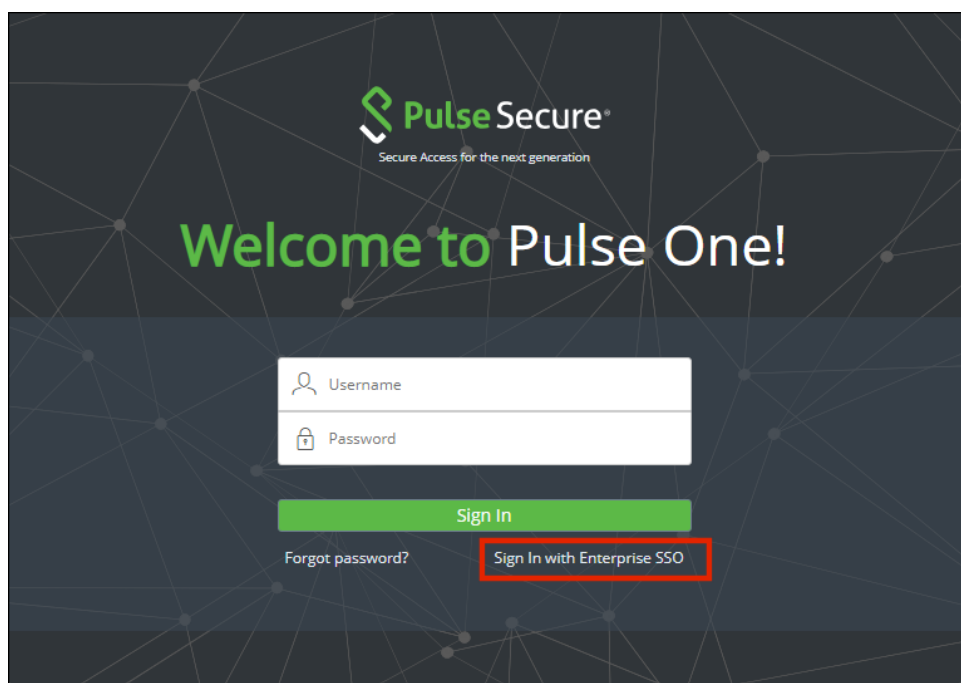 Pulse Secure®
Secure Access for the next generation
Welcome to Pulse One!
Username
Password
Sign In
Forgot password? Sign In with Enterprise SSO